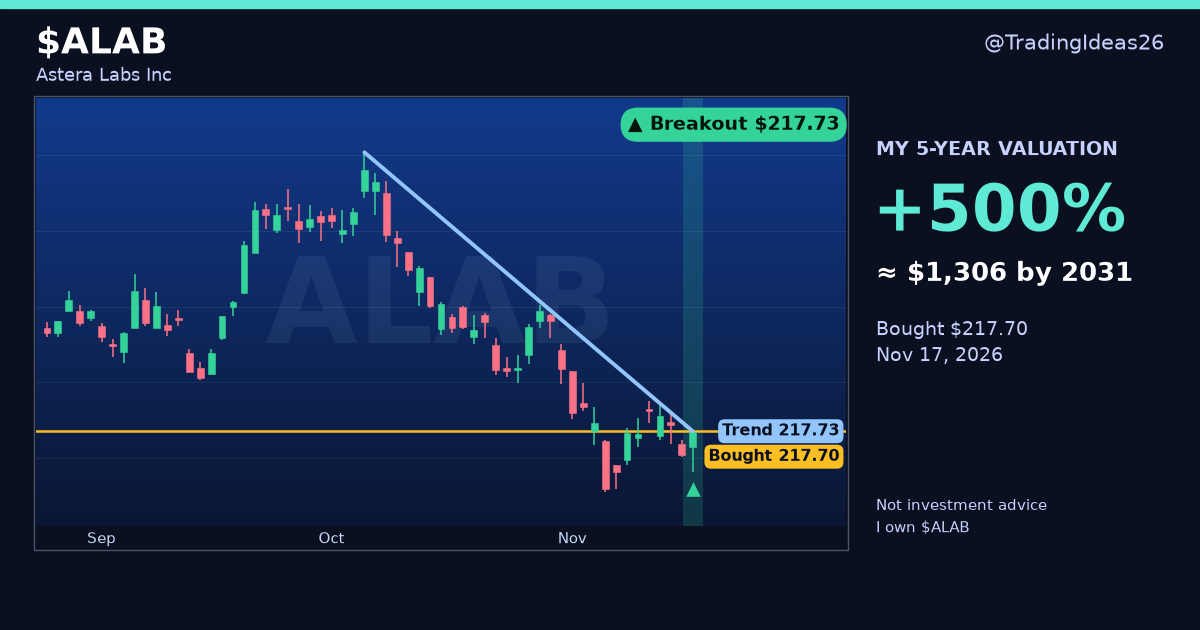 $ALAB
Astera Labs Inc
@TradingIdeas26
▲ Breakout $217.73
ALAB
Trend 217.73
Bought 217.70
Sep
Oct
Nov
MY 5-YEAR VALUATION
+500%
≈ $1,306 by 2031
Bought $217.70
Nov 17, 2026
Not investment advice
I own $ALAB